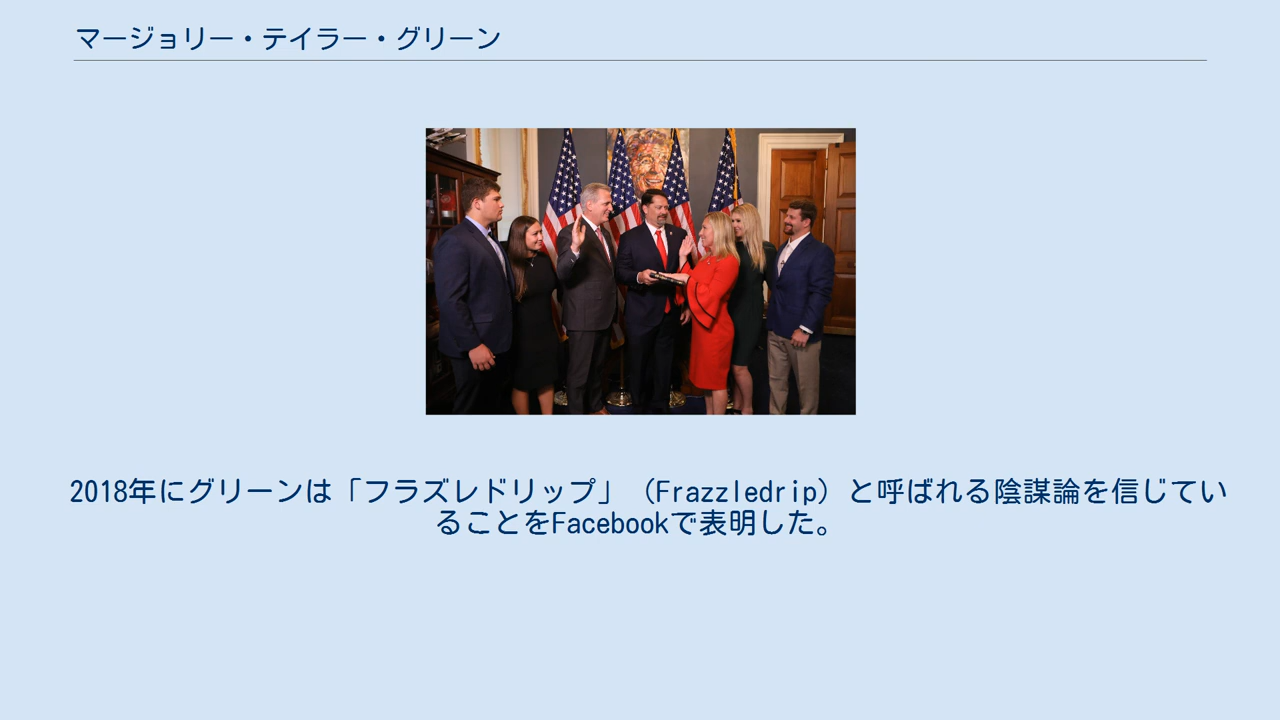 マージョリー・テイラー・グリーン
2018年にグリーンは「フラズレドリップ」（Frazzledrip）と呼ばれる陰謀論を信じてい
ることをFacebookで表明した。